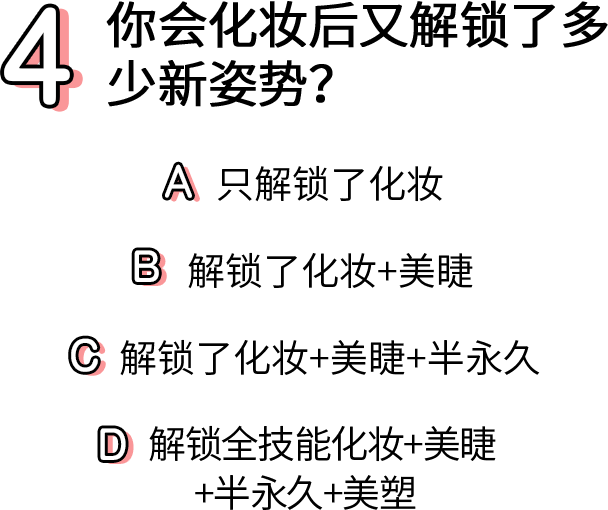 4 你会化妆后又解锁了多
少新姿势？
A 只解锁了化妆
B 解锁了化妆+美睫
C 解锁了化妆+美睫+半永久
D 解锁全技能化妆+美睫
+半永久+美塑